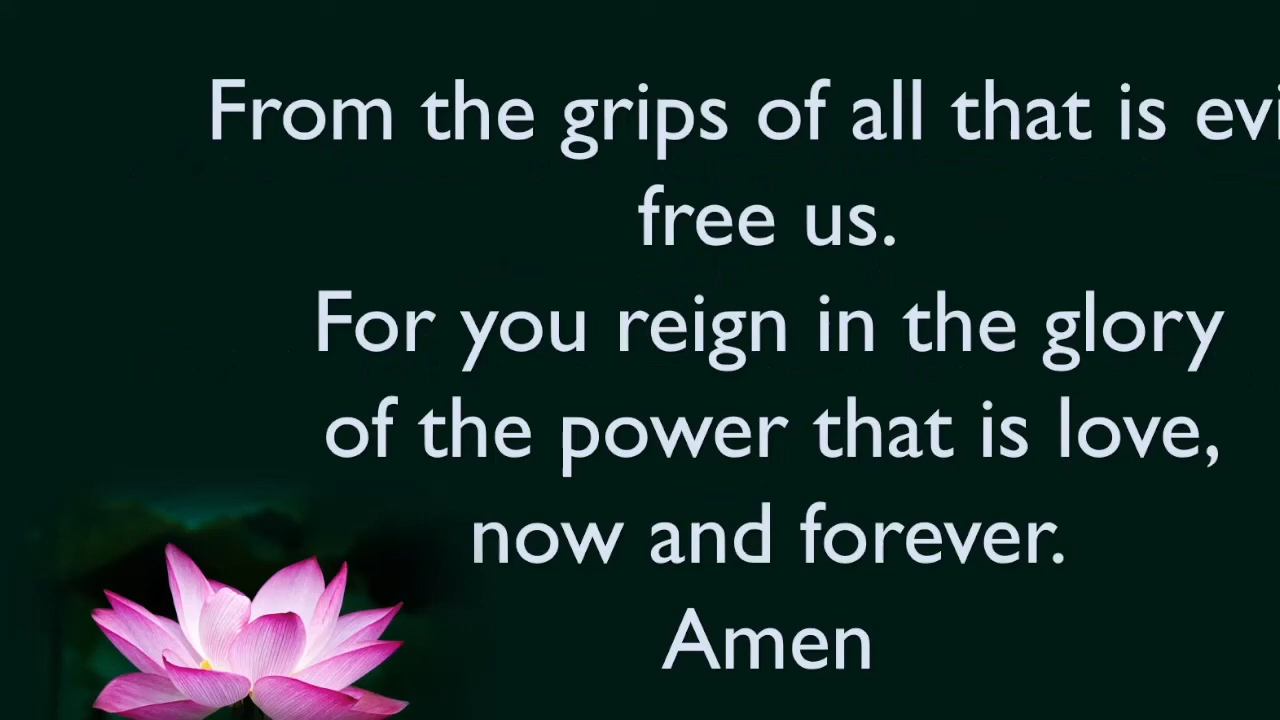 From the grips of all that is evi
free us.
For you reign in the glory
of the power that is love,
now and forever.
Amen